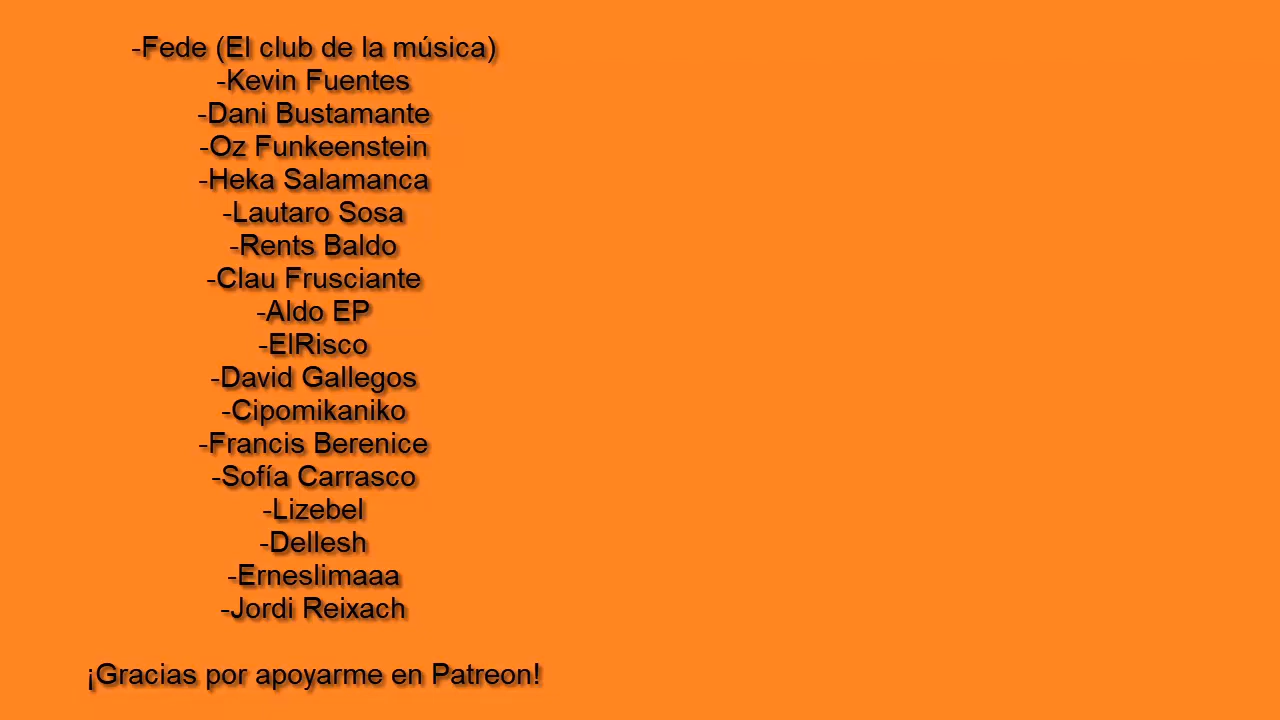 -Fede (El club de la música)
-Kevin Fuentes
-Dani Bustamante
-Oz Funkeenstein
-Heka Salamanca
-Lautaro Sosa
-Rents Baldo
-Clau Frusciante
-Aldo EP
-ElRisco
-David Gallegos
-Cipomikaniko
-Francis Berenice
-Sofía Carrasco
-Lizebel
-Dellesh
-Erneslimaaa
-Jordi Reixach
¡Gracias por apoyarme en Patreon!